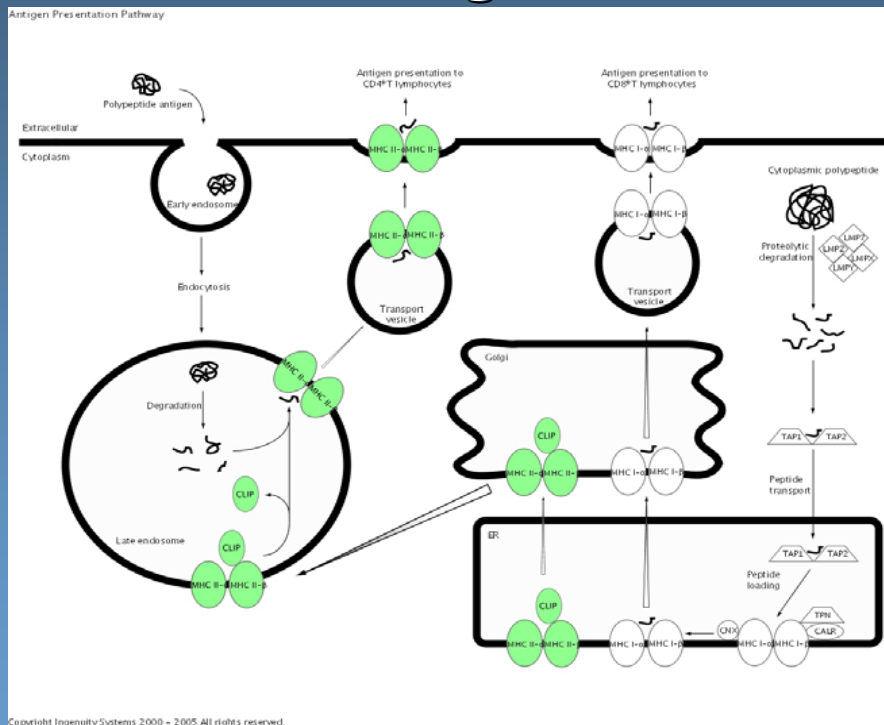 Antigen Presentation Pathway
Antigen presentation to
CD4+T lymphocytes
Antigen presentation to
CD8+T lymphocytes
Polypeptide antigen
Extracellular
Cytoplasm
MHC II-α MHC II-β
MHC I-α MHC I-β
Cytoplasmic polypeptide
Early endosome
MHC II-α MHC II-β
MHC I-α MHC I-β
Proteolytic
degradation
LMP7
LMP2
LMPX
LMPY
Endocytosis
Transport
vesicle
Transport
vesicle
Golgi
MHC II-α
MHC II-β
Degradation
CLIP
TAP1 TAP2
MHC II-α MHC II-
MHC I-α MHC I-β
Peptide
transport
CLIP
Late endosome
CLIP
MHC II- MHC II-β
ER
TAP1 TAP2
Peptide
loading
CLIP
TPN
CALR
CNX
MHC II-α MHC II-
MHC I-α MHC I-β
MHC I-α MHC I-β
Copyright Ingenuity Systems 2000 – 2005 All rights reserved.